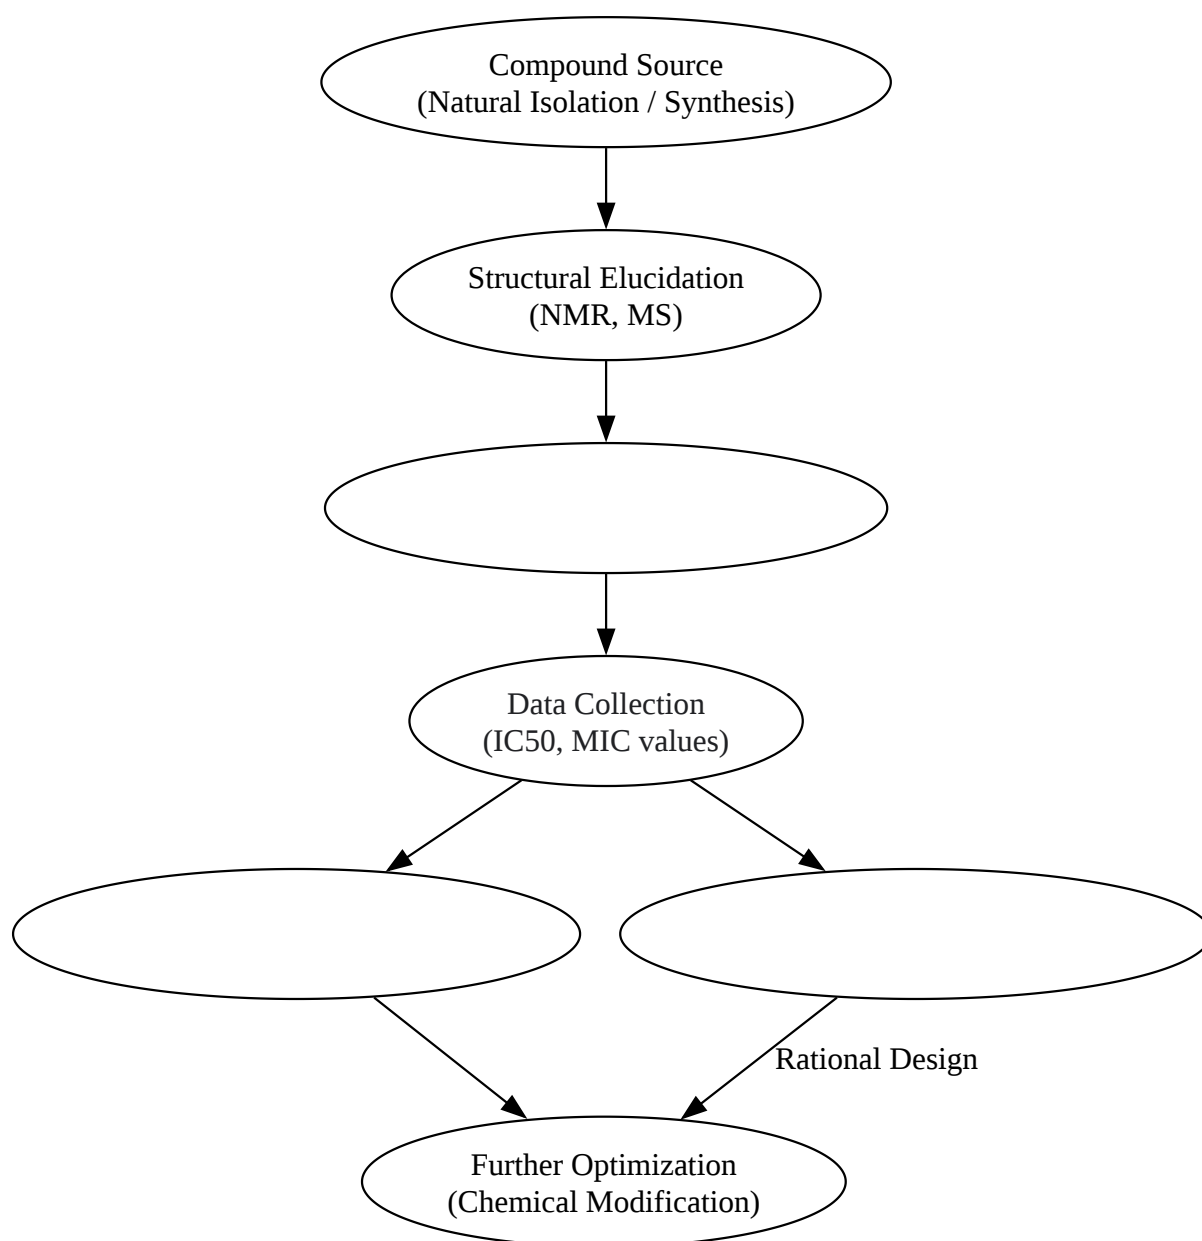 Compound Source
(Natural Isolation / Synthesis)
Structural Elucidation
(NMR, MS)
Data Collection
(IC50, MIC values)
Rational Design
Further Optimization
(Chemical Modification)